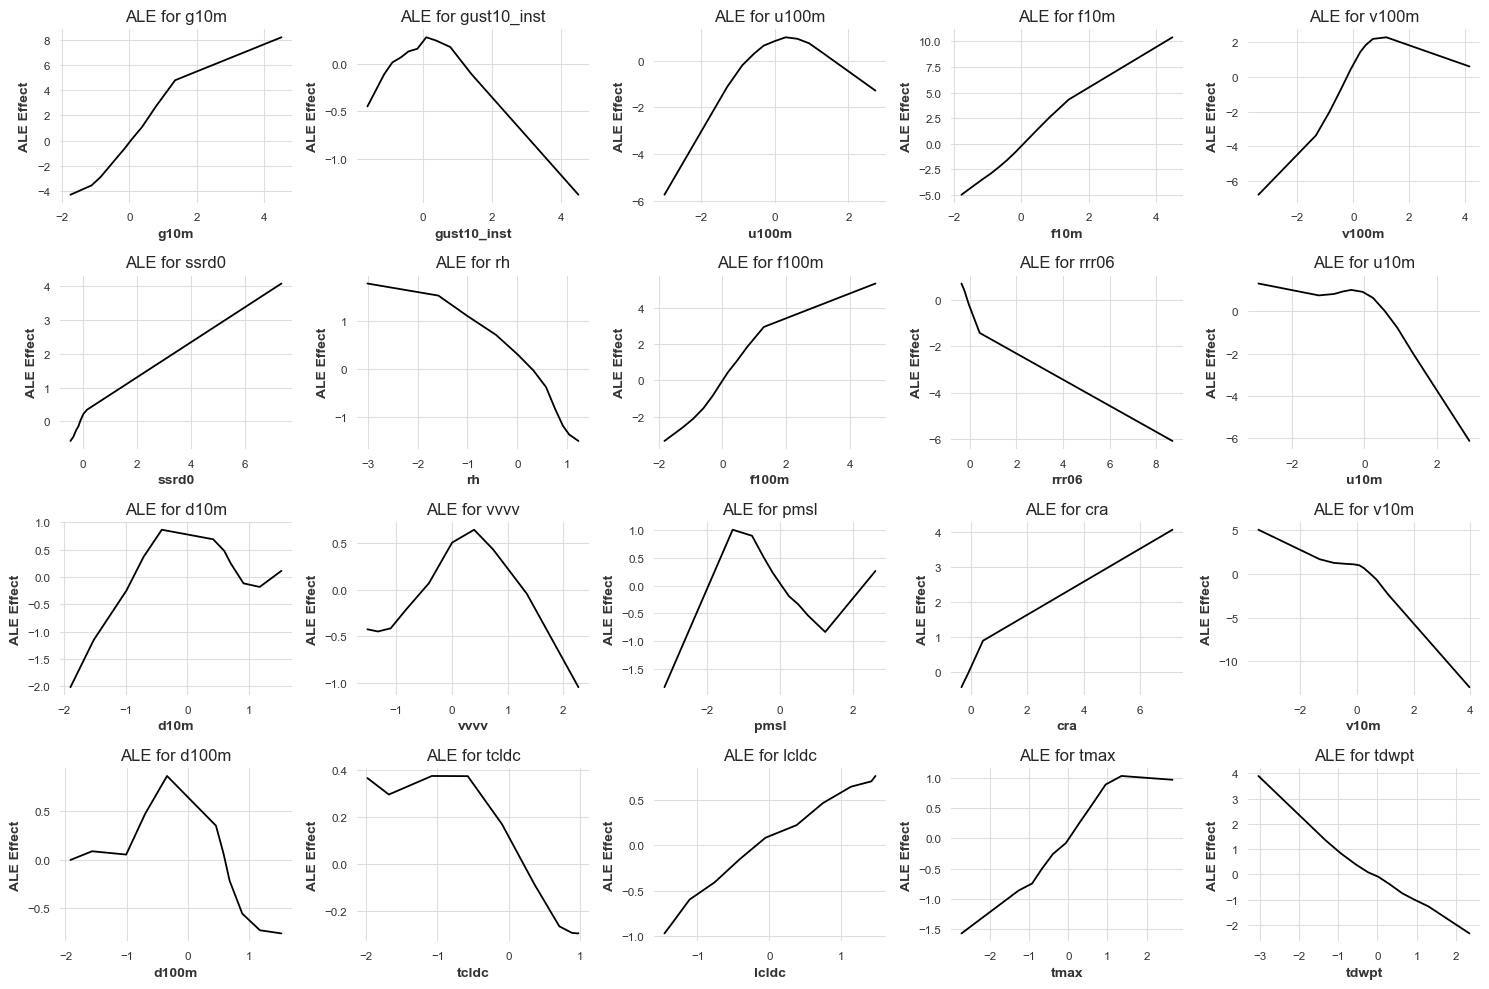 ALE for g10m
ALE Effect
8
6
4
2
0
−2
−4
−2 0 2 4
g10m
ALE for gust10_inst
ALE Effect
0.0
−0.5
−1.0
0 2 4
gust10_inst
ALE for u100m
ALE Effect
0
−2
−4
−6
−2 0 2
u100m
ALE for f10m
ALE Effect
10.0
7.5
5.0
2.5
0.0
−2.5
−5.0
−2 0 2 4
f10m
ALE for v100m
ALE Effect
2
0
−2
−4
−6
−2 0 2 4
v100m
ALE for ssrd0
ALE Effect
4
3
2
1
0
0 2 4 6
ssrd0
ALE for rh
ALE Effect
1
0
−1
−3 −2 −1 0 1
rh
ALE for f100m
ALE Effect
4
2
0
−2
−2 0 2 4
f100m
ALE for rrr06
ALE Effect
0
−2
−4
−6
0 2 4 6 8
rrr06
ALE for u10m
ALE Effect
0
−2
−4
−6
−2 0 2
u10m
ALE for d10m
ALE Effect
1.0
0.5
0.0
−0.5
−1.0
−1.5
−2.0
−2 −1 0 1
d10m
ALE for vvvv
ALE Effect
0.5
0.0
−0.5
−1.0
−1 0 1 2
vvvv
ALE for pmsl
ALE Effect
1.0
0.5
0.0
−0.5
−1.0
−1.5
−2 0 2
pmsl
ALE for cra
ALE Effect
4
3
2
1
0
0 2 4 6
cra
ALE for v10m
ALE Effect
5
0
−5
−10
−2 0 2 4
v10m
ALE for d100m
ALE Effect
0.5
0.0
−0.5
−2 −1 0 1
d100m
ALE for tcldc
ALE Effect
0.4
0.2
0.0
−0.2
−2 −1 0 1
tcldc
ALE for lcldc
ALE Effect
0.5
0.0
−0.5
−1.0
−1 0 1
lcldc
ALE for tmax
ALE Effect
1.0
0.5
0.0
−0.5
−1.0
−1.5
−2 −1 0 1 2
tmax
ALE for tdwpt
ALE Effect
4
3
2
1
0
−1
−2
−3 −2 −1 0 1 2
tdwpt